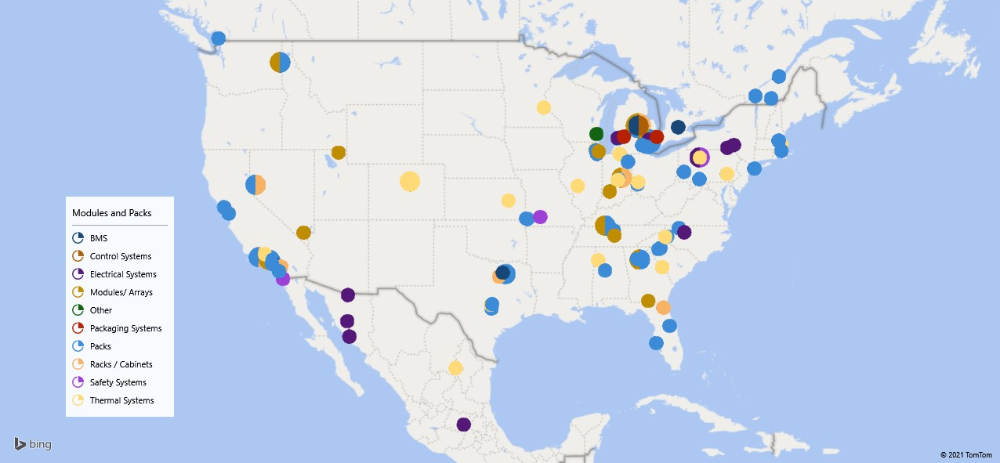 Modules and Packs
BMS
Control Systems
Electrical Systems
Modules/ Arrays
Other
Packaging Systems
Packs
Racks / Cabinets
Safety Systems
Thermal Systems
bing
© 2021 TomTom